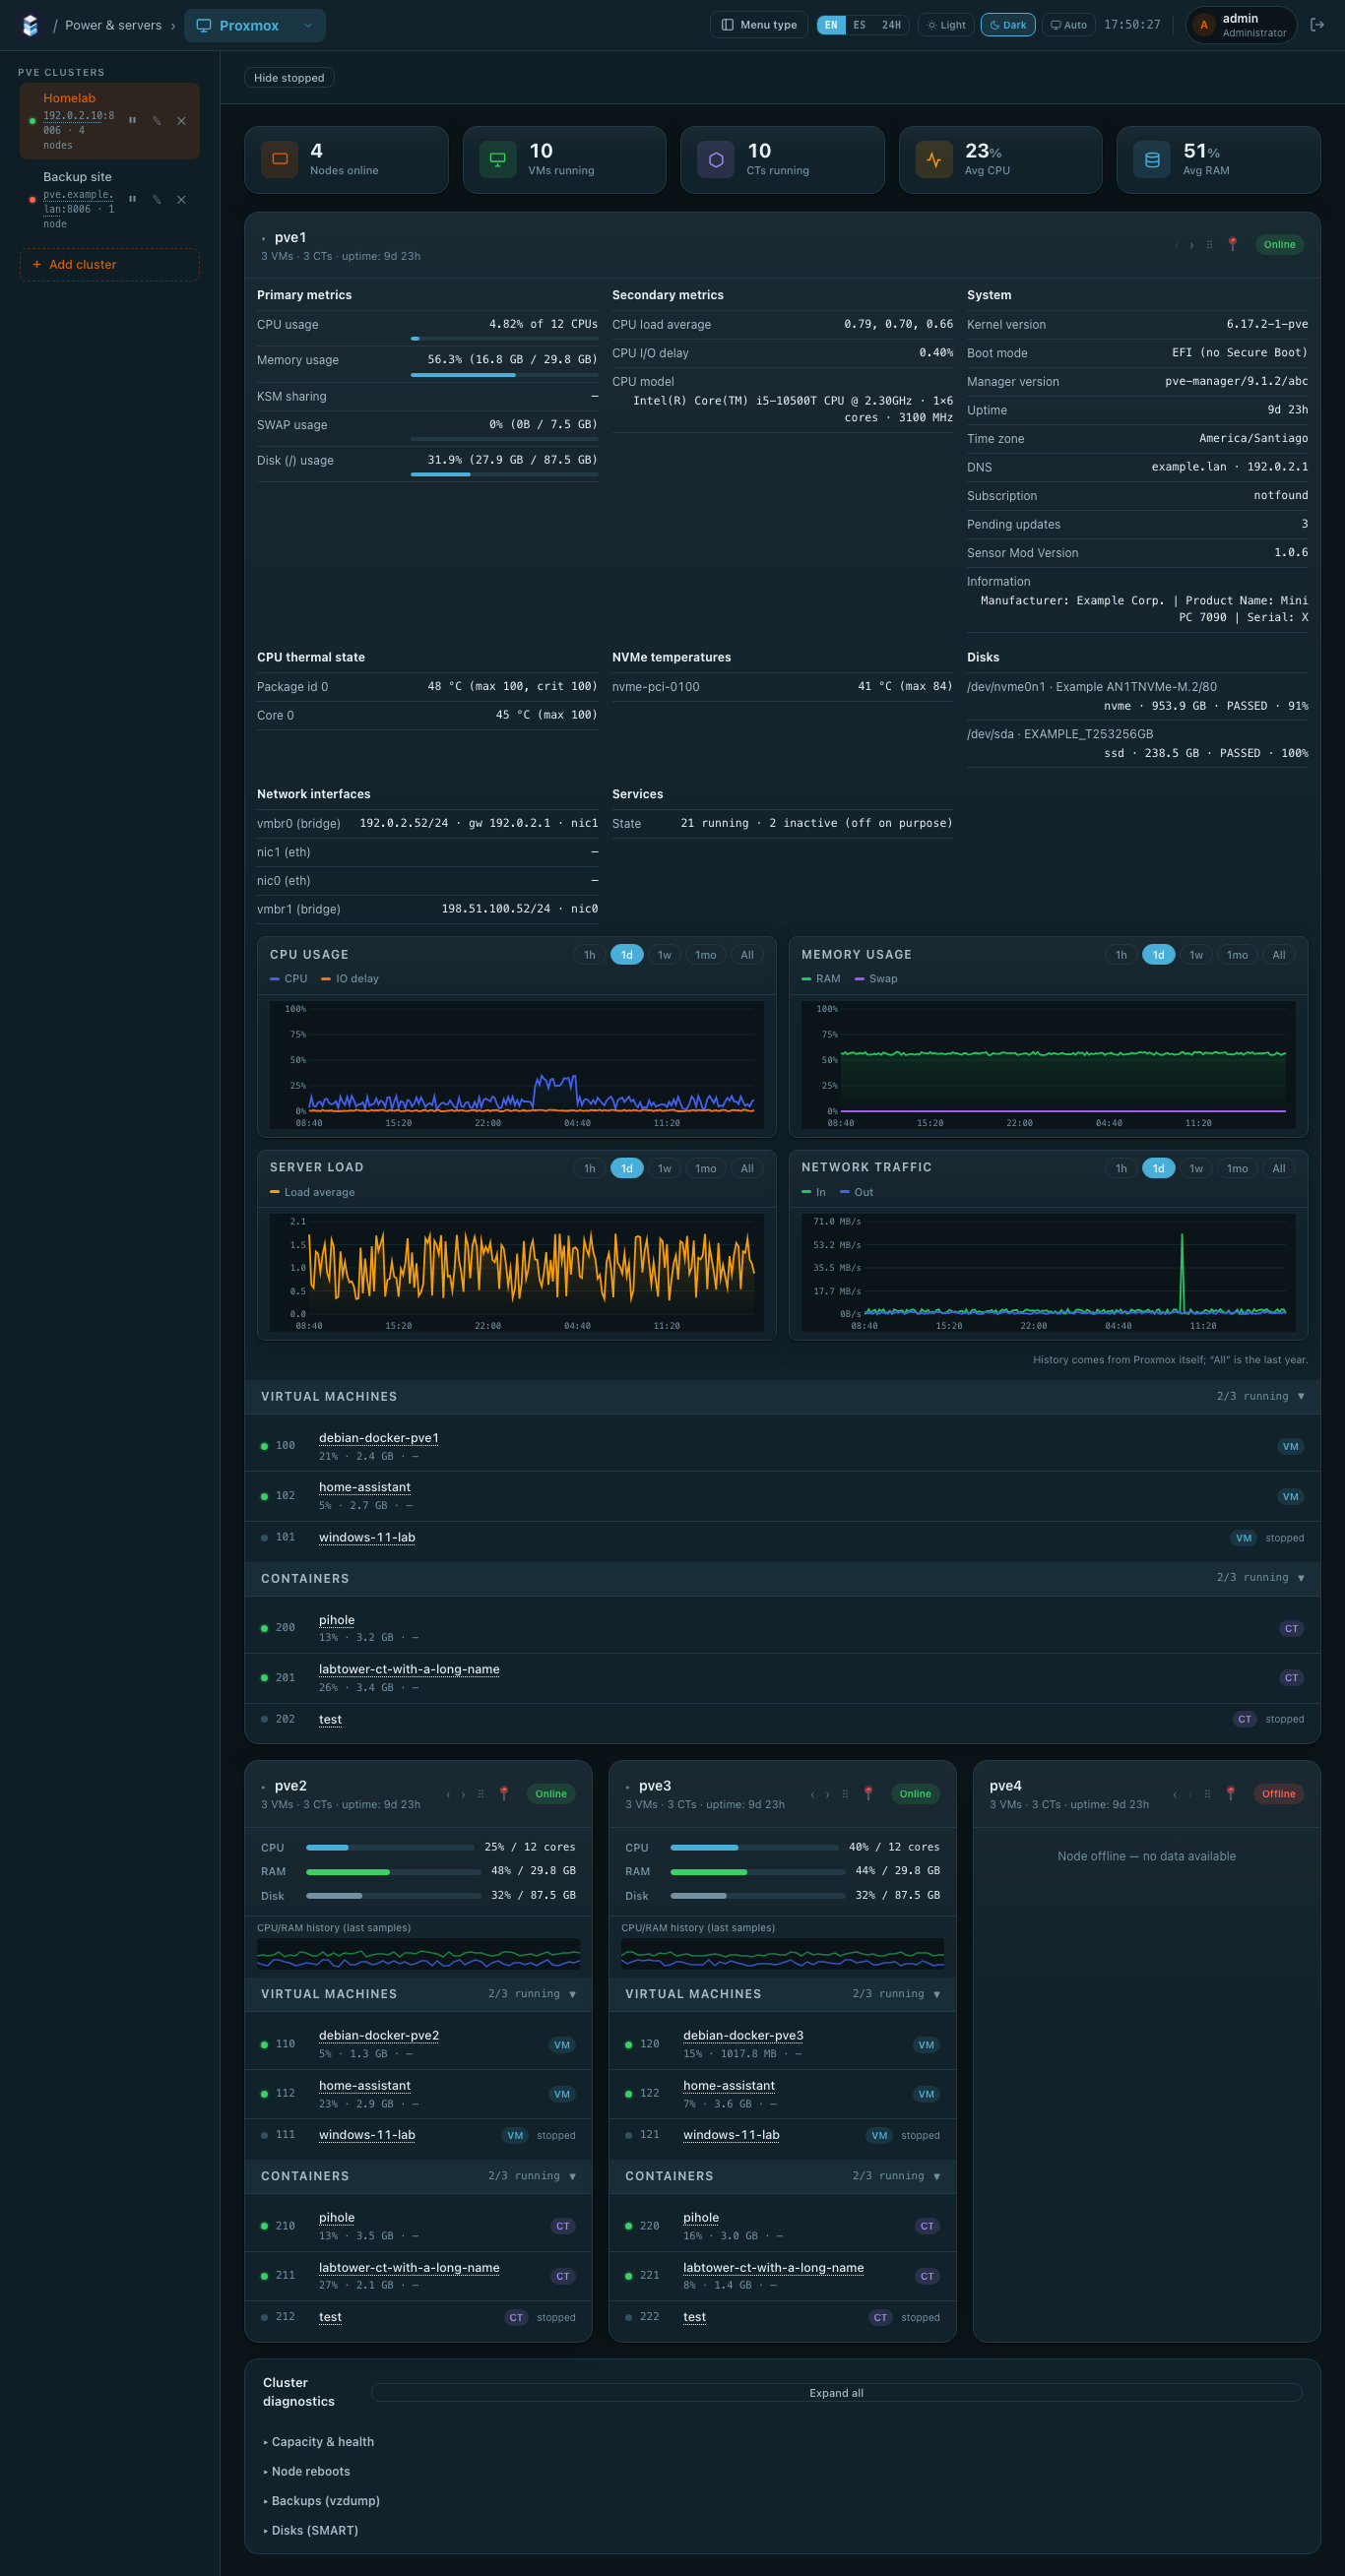 / Power & servers › Proxmox
Menu type
EN ES 24H
Light
Dark
Auto
17:50:27
A
admin
Administrator
PVE CLUSTERS
Homelab
192.0.2.10:8
006 · 4
nodes
Backup site
pve.example.
lan:8006 · 1
node
+ Add cluster
Hide stopped
4
Nodes online
10
VMs running
10
CTs running
23%
Avg CPU
51%
Avg RAM
pve1
3 VMs · 3 CTs · uptime: 9d 23h
Online
Primary metrics
CPU usage 4.82% of 12 CPUs
Memory usage 56.3% (16.8 GB / 29.8 GB)
KSM sharing —
SWAP usage 0% (0B / 7.5 GB)
Disk (/) usage 31.9% (27.9 GB / 87.5 GB)
Secondary metrics
CPU load average 0.79, 0.70, 0.66
CPU I/O delay 0.40%
CPU model
Intel(R) Core(TM) i5-10500T CPU @ 2.30GHz · 1×6
cores · 3100 MHz
System
Kernel version 6.17.2-1-pve
Boot mode EFI (no Secure Boot)
Manager version pve-manager/9.1.2/abc
Uptime 9d 23h
Time zone America/Santiago
DNS example.lan · 192.0.2.1
Subscription notfound
Pending updates 3
Sensor Mod Version 1.0.6
Information
Manufacturer: Example Corp. | Product Name: Mini
PC 7090 | Serial: X
CPU thermal state
Package id 0 48 °C (max 100, crit 100)
Core 0 45 °C (max 100)
NVMe temperatures
nvme-pci-0100 41 °C (max 84)
Disks
/dev/nvme0n1 · Example AN1TNVMe-M.2/80
nvme · 953.9 GB · PASSED · 91%
/dev/sda · EXAMPLE_T253256GB
ssd · 238.5 GB · PASSED · 100%
Network interfaces
vmbr0 (bridge) 192.0.2.52/24 · gw 192.0.2.1 · nic1
nic1 (eth) —
nic0 (eth) —
vmbr1 (bridge) 198.51.100.52/24 · nic0
Services
State 21 running · 2 inactive (off on purpose)
CPU USAGE 1h 1d 1w 1mo All
CPU IO delay
100%
75%
50%
25%
0%
08:40 15:20 22:00 04:40 11:20
MEMORY USAGE 1h 1d 1w 1mo All
RAM Swap
100%
75%
50%
25%
0%
08:40 15:20 22:00 04:40 11:20
SERVER LOAD 1h 1d 1w 1mo All
Load average
2.1
1.5
1.0
0.5
0.0
08:40 15:20 22:00 04:40 11:20
NETWORK TRAFFIC 1h 1d 1w 1mo All
In Out
71.0 MB/s
53.2 MB/s
35.5 MB/s
17.7 MB/s
0B/s
08:40 15:20 22:00 04:40 11:20
History comes from Proxmox itself; “All” is the last year.
VIRTUAL MACHINES 2/3 running ▼
100 debian-docker-pve1 VM
21% · 2.4 GB · —
102 home-assistant VM
5% · 2.7 GB · —
101 windows-11-lab VM stopped
CONTAINERS 2/3 running ▼
200 pihole CT
13% · 3.2 GB · —
201 labtower-ct-with-a-long-name CT
26% · 3.4 GB · —
202 test CT stopped
pve2
3 VMs · 3 CTs · uptime: 9d 23h
Online
CPU 25% / 12 cores
RAM 48% / 29.8 GB
Disk 32% / 87.5 GB
CPU/RAM history (last samples)
VIRTUAL MACHINES 2/3 running ▼
110 debian-docker-pve2 VM
5% · 1.3 GB · —
112 home-assistant VM
23% · 2.9 GB · —
111 windows-11-lab VM stopped
CONTAINERS 2/3 running ▼
210 pihole CT
13% · 3.5 GB · —
211 labtower-ct-with-a-long-name CT
27% · 2.1 GB · —
212 test CT stopped
pve3
3 VMs · 3 CTs · uptime: 9d 23h
Online
CPU 40% / 12 cores
RAM 44% / 29.8 GB
Disk 32% / 87.5 GB
CPU/RAM history (last samples)
VIRTUAL MACHINES 2/3 running ▼
120 debian-docker-pve3 VM
15% · 1017.8 MB · —
122 home-assistant VM
7% · 3.6 GB · —
121 windows-11-lab VM stopped
CONTAINERS 2/3 running ▼
220 pihole CT
16% · 3.0 GB · —
221 labtower-ct-with-a-long-name CT
8% · 1.4 GB · —
222 test CT stopped
pve4
3 VMs · 3 CTs · uptime: 9d 23h
Offline
Node offline — no data available
Cluster
diagnostics
Expand all
▸ Capacity & health
▸ Node reboots
▸ Backups (vzdump)
▸ Disks (SMART)